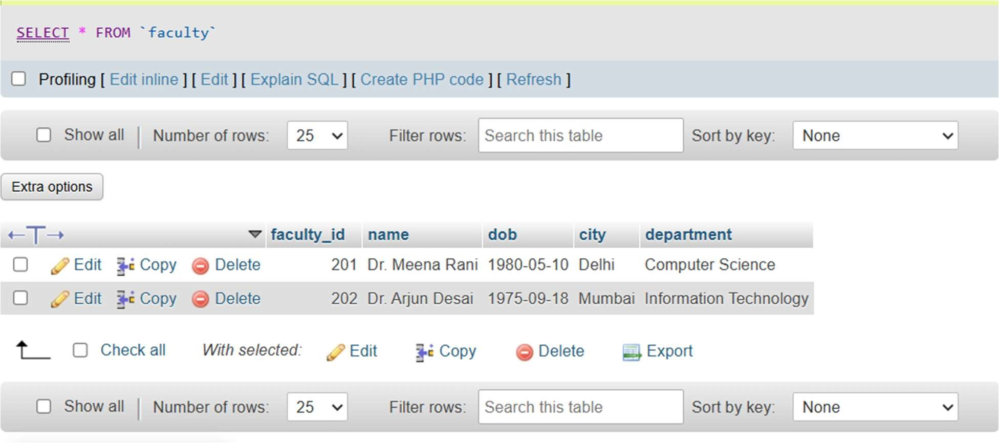 SELECT * FROM `faculty`
Profiling [ Edit inline ] [ Edit ] [ Explain SQL ] [ Create PHP code ] [ Refresh ]
Show all | Number of rows: 25 Filter rows: Search this table Sort by key: None
Extra options
faculty_id name dob city department
Edit Copy Delete 201 Dr. Meena Rani 1980-05-10 Delhi Computer Science
Edit Copy Delete 202 Dr. Arjun Desai 1975-09-18 Mumbai Information Technology
Check all With selected: Edit Copy Delete Export
Show all | Number of rows: 25 Filter rows: Search this table Sort by key: None